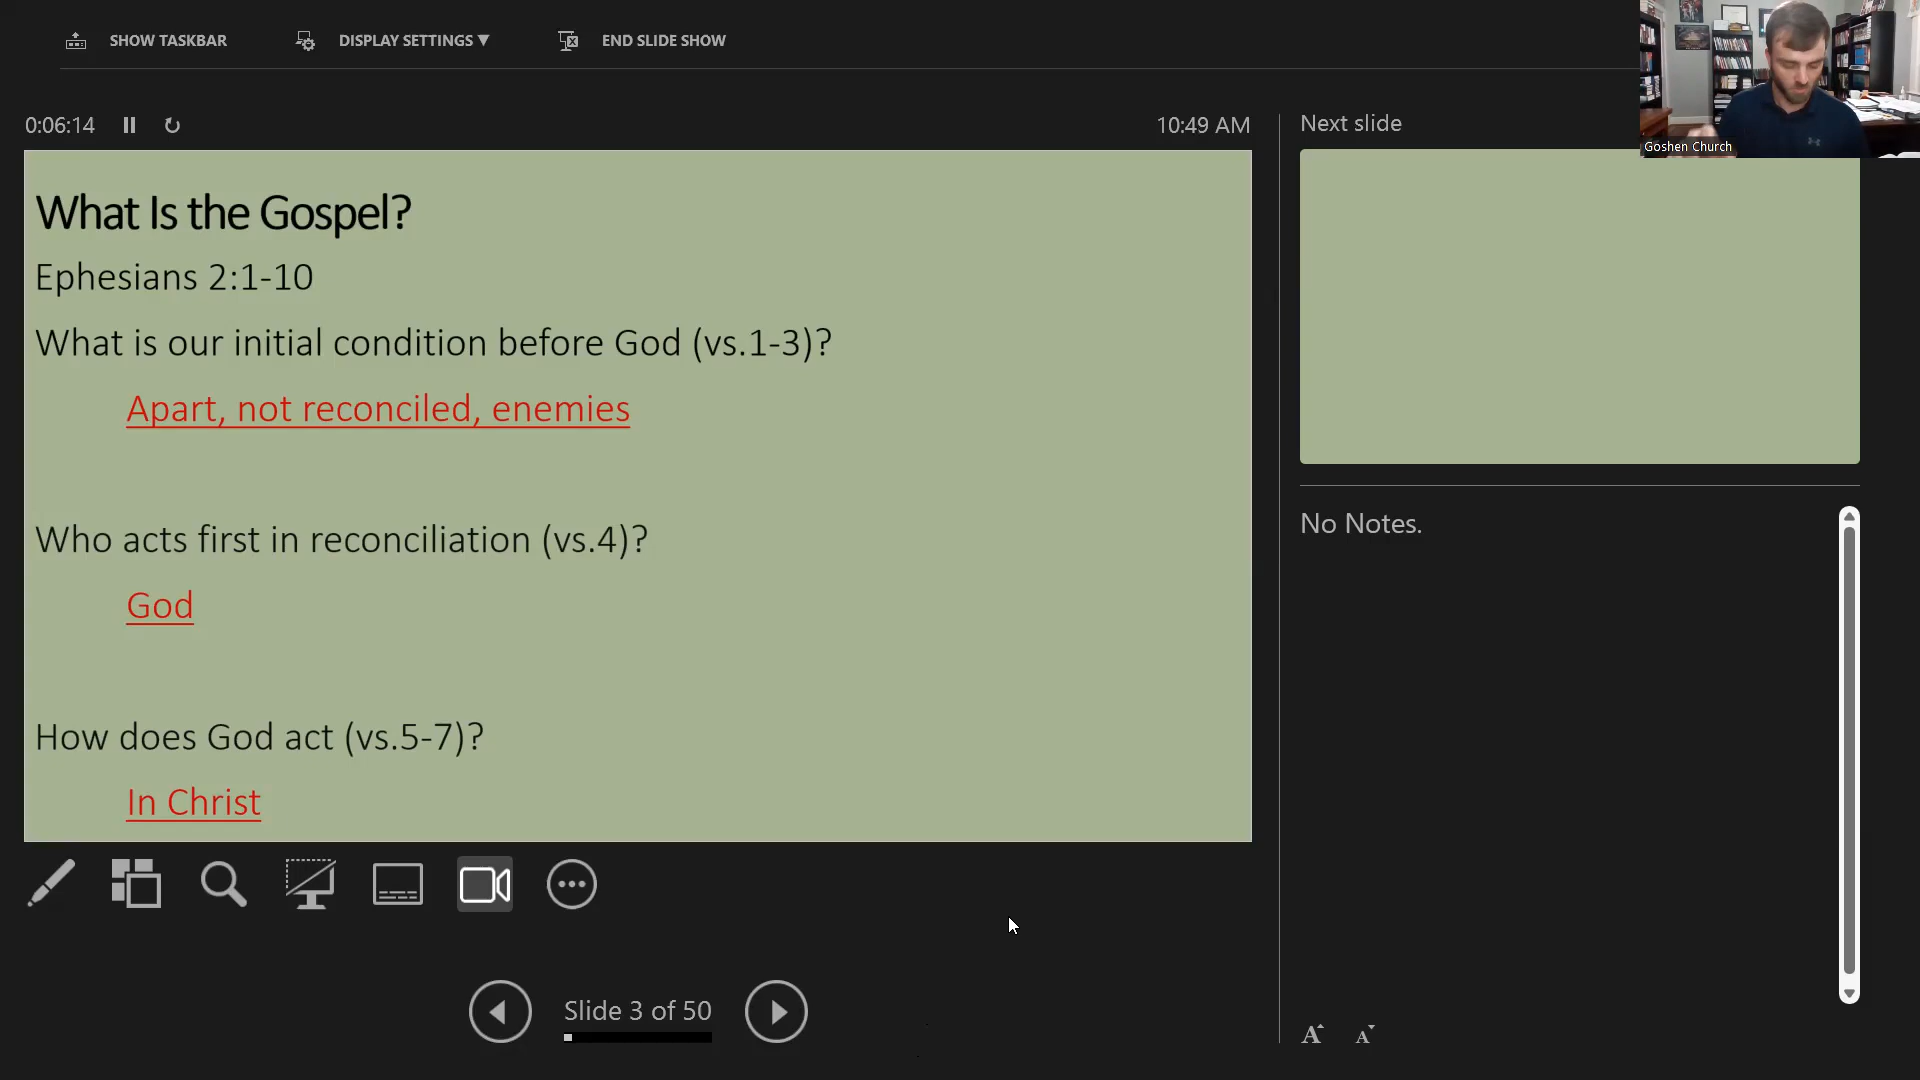 SHOW TASKBAR
DISPLAY SETTINGS ▼
END SLIDE SHOW
0:06:14
10:49 AM
Next slide
Goshen Church
What Is the Gospel?
Ephesians 2:1-10
What is our initial condition before God (vs.1-3)?
Apart, not reconciled, enemies
Who acts first in reconciliation (vs.4)?
God
How does God act (vs.5-7)?
In Christ
No Notes.
Slide 3 of 50
A A